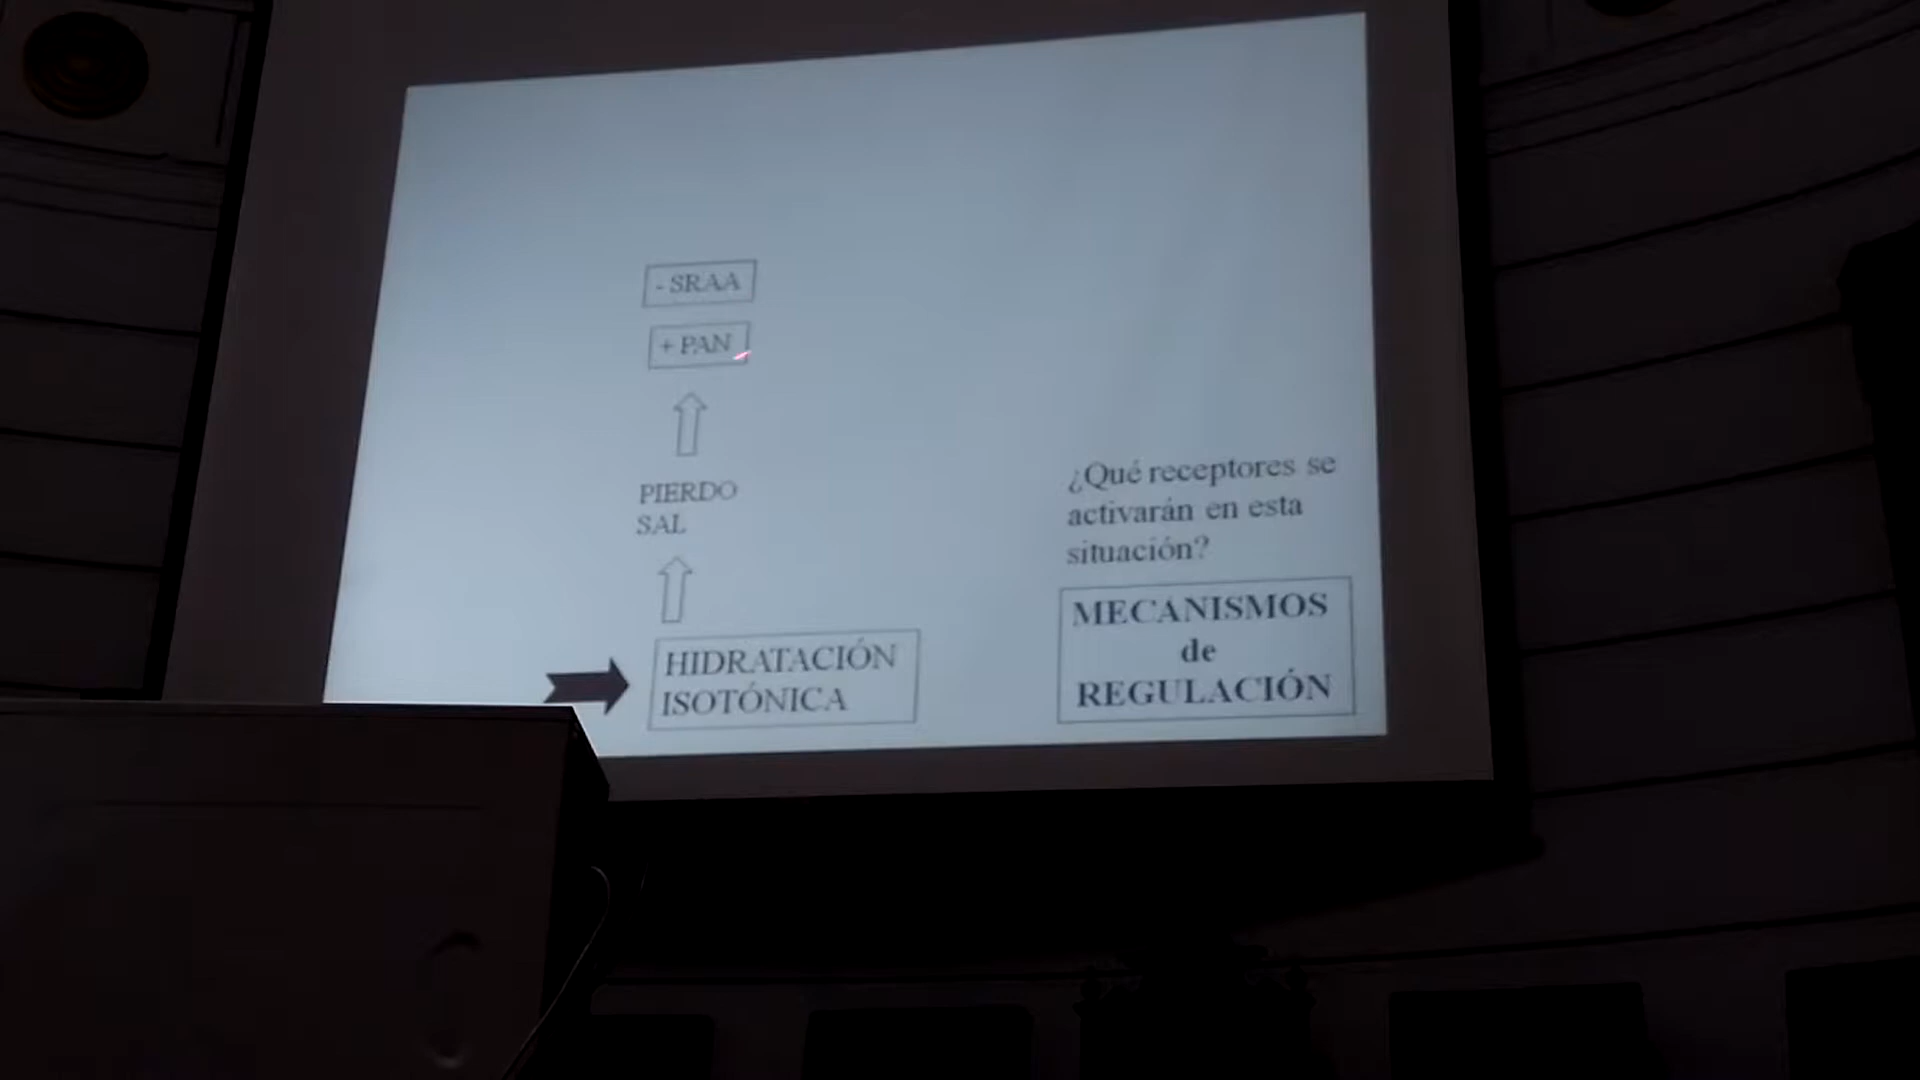 - SRAA
+ PAN
PIERDO
SAL
HIDRATACIÓN
ISOTÓNICA
¿Qué receptores se
activarán en esta
situación?
MECANISMOS
de
REGULACIÓN